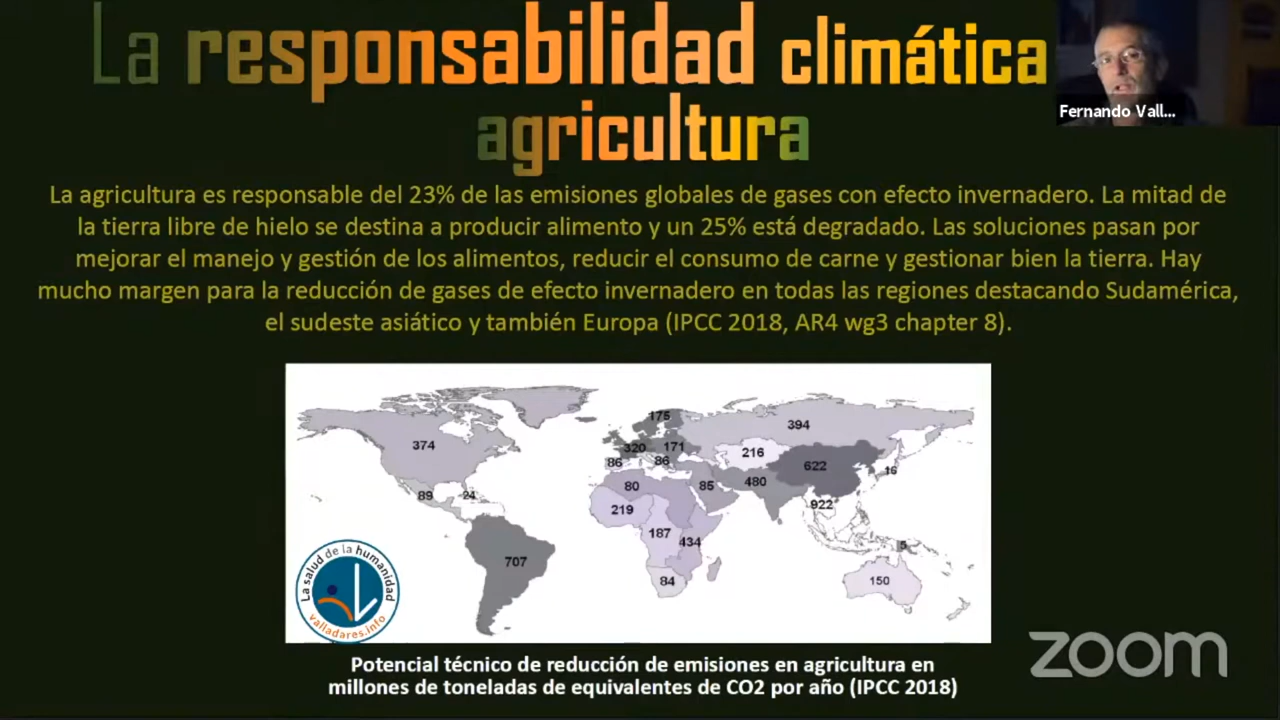 La responsabilidad climática
agricultura
Fernando Vall...
La agricultura es responsable del 23% de las emisiones globales de gases con efecto invernadero. La mitad de
la tierra libre de hielo se destina a producir alimento y un 25% está degradado. Las soluciones pasan por
mejorar el manejo y gestión de los alimentos, reducir el consumo de carne y gestionar bien la tierra. Hay
mucho margen para la reducción de gases de efecto invernadero en todas las regiones destacando Sudamérica,
el sudeste asiático y también Europa (IPCC 2018, AR4 wg3 chapter 8).
175
394
374
320
171
216
86
86
622
16
480
85
80
89
24
922
219
187
434
5
707
84
150
La salud de la humanidad
valladares.info
zoom
Potencial técnico de reducción de emisiones en agricultura en
millones de toneladas de equivalentes de CO2 por año (IPCC 2018)